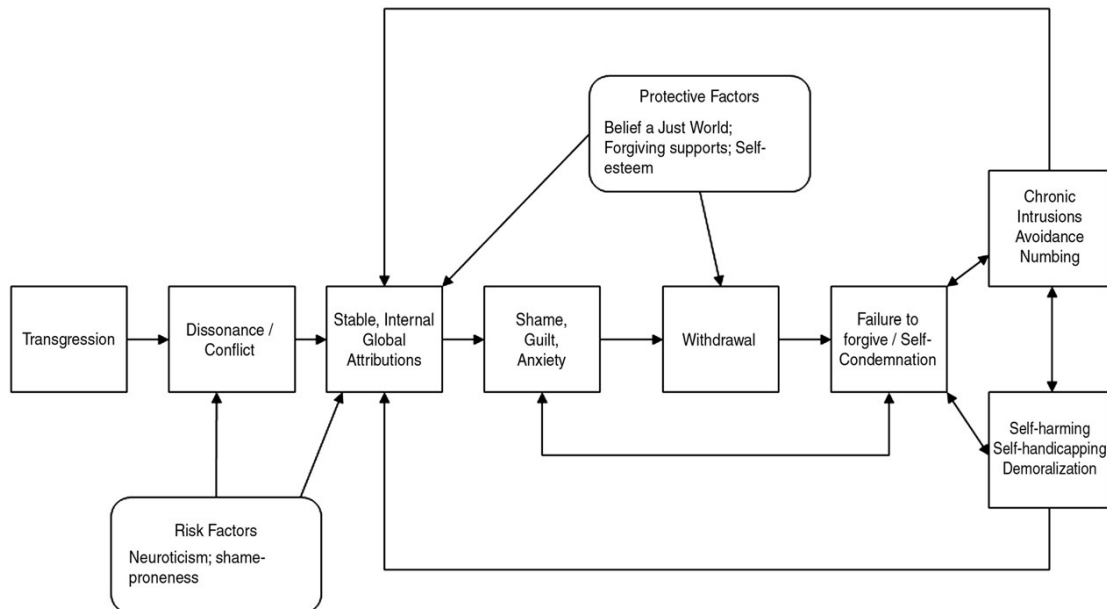 Protective Factors
Belief a Just World;
Forgiving supports; Self-
esteem
Chronic
Intrusions
Avoidance
Numbing
Transgression
Dissonance /
Conflict
Stable, Internal
Global
Attributions
Shame,
Guilt,
Anxiety
Withdrawal
Failure to
forgive / Self-
Condemnation
Self-harming
Self-handicapping
Demoralization
Risk Factors
Neuroticism; shame-
proneness